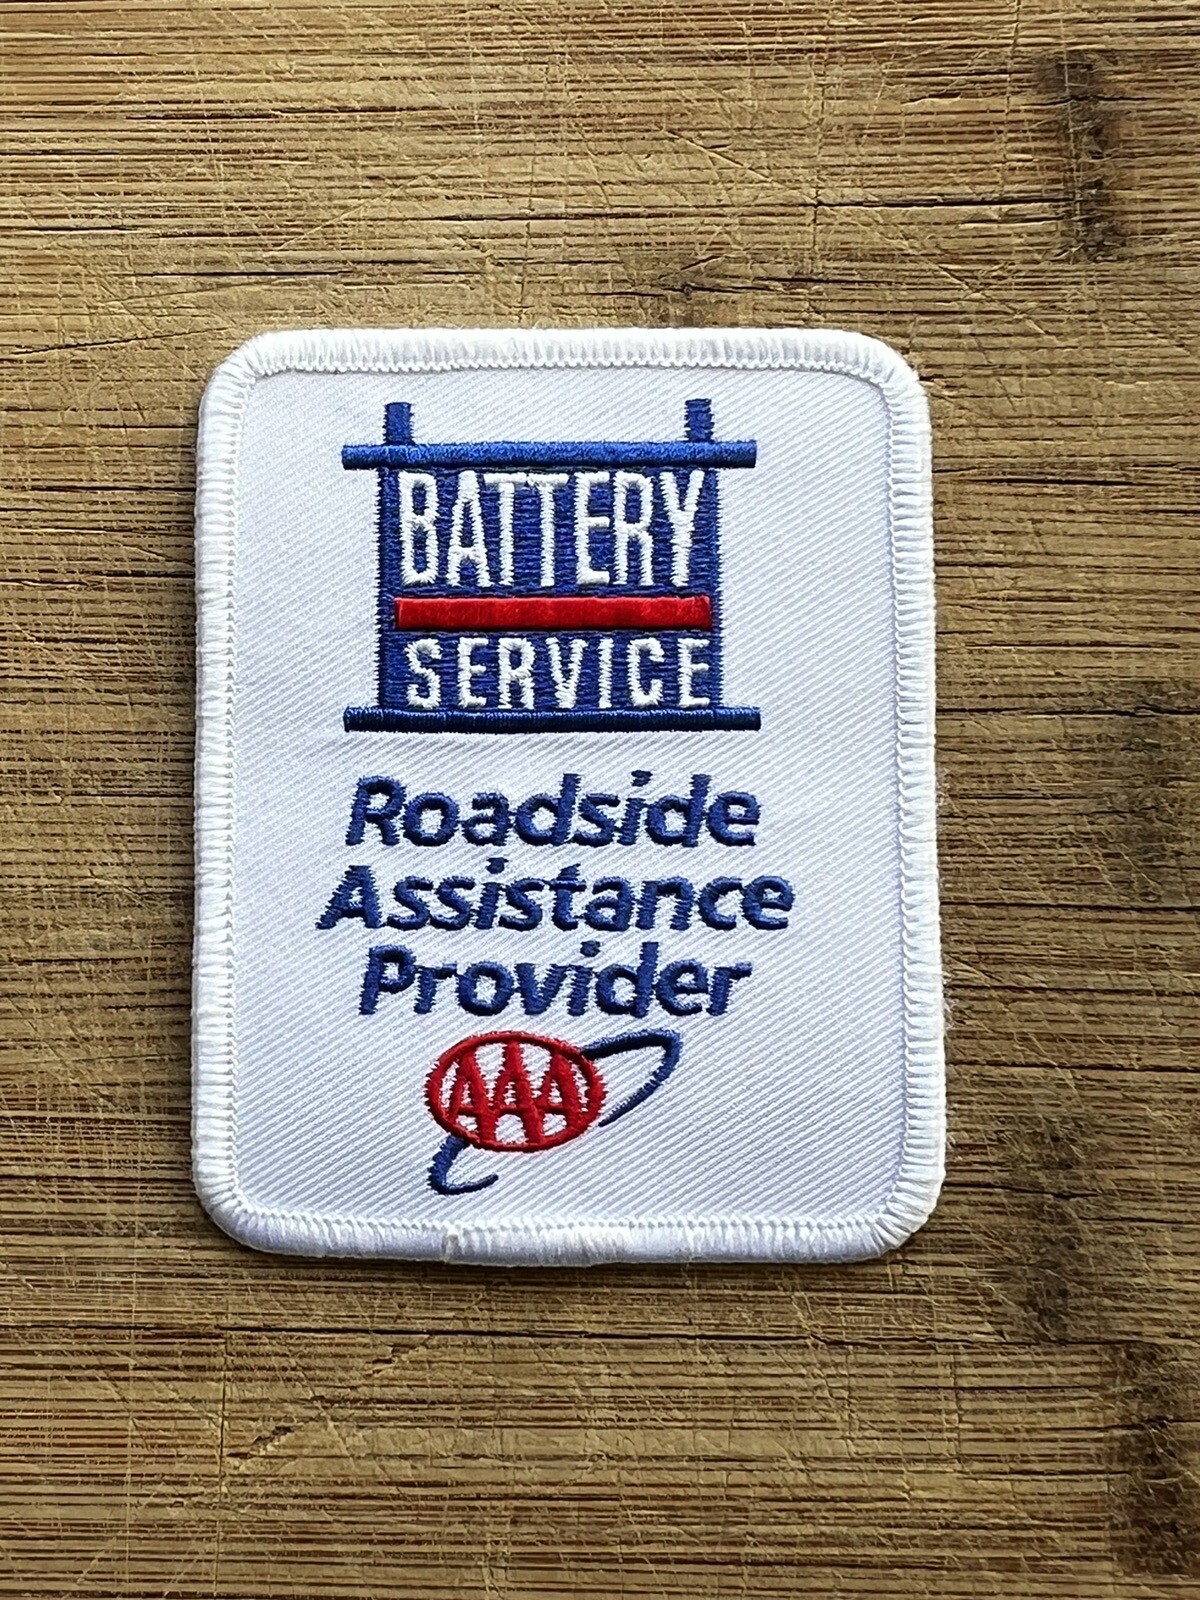 BATTERY
SERVICE
Roadside
Assistance
Provider
AAA